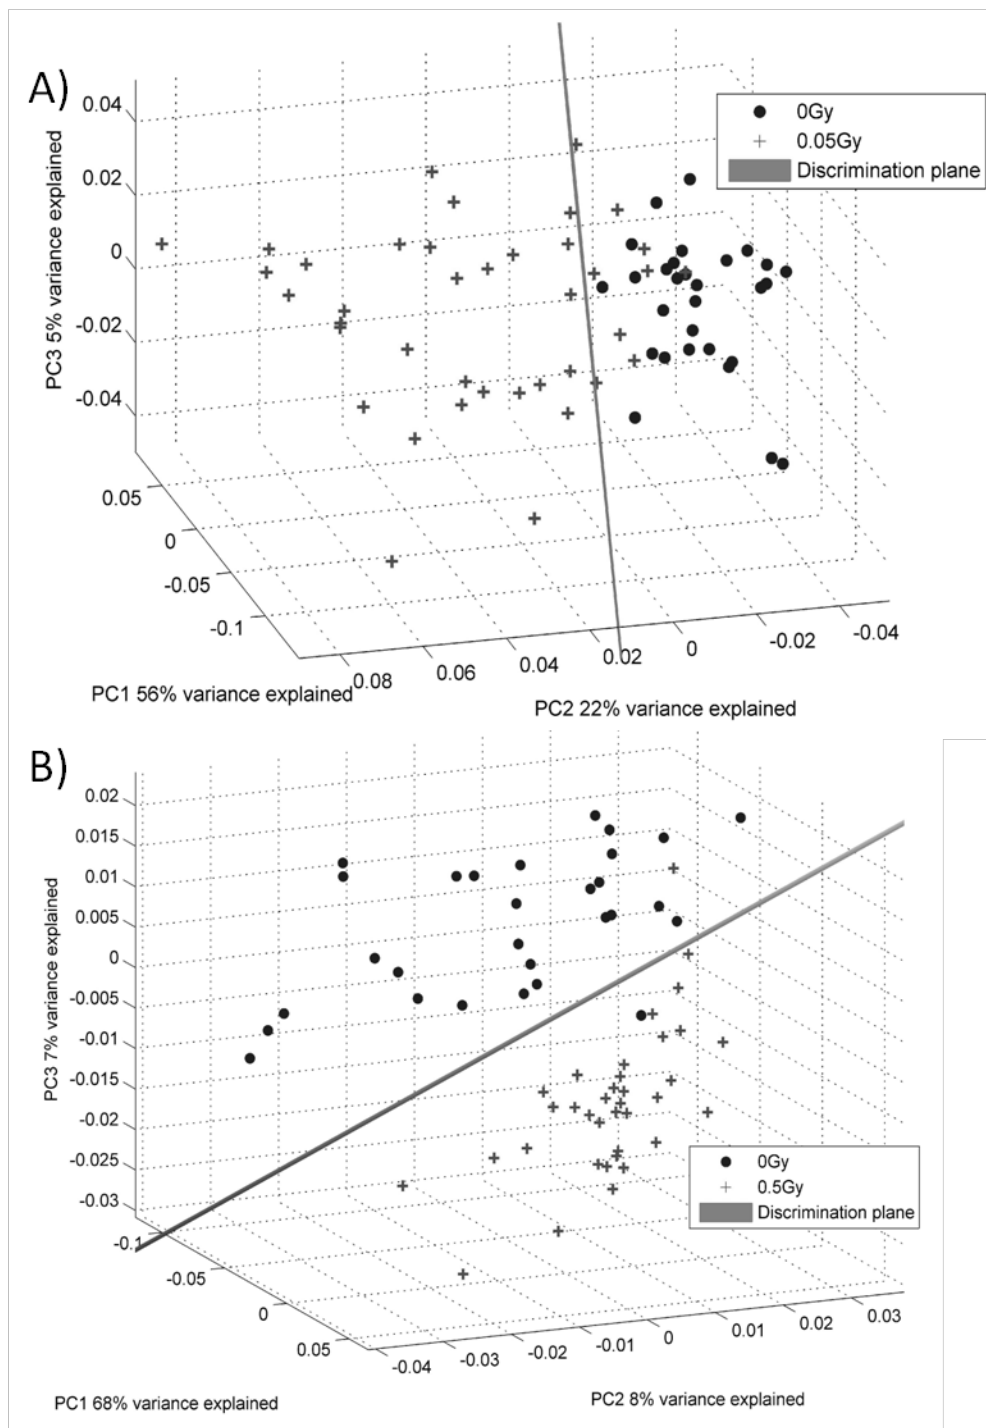 A)
0Gy
0.05Gy
Discrimination plane
PC3 5% variance explained
0.04
0.02
0
-0.02
-0.04
0.05
0
-0.05
-0.1
0.08
0.06
0.04
0.02
0
-0.02
-0.04
PC1 56% variance explained
PC2 22% variance explained
B)
PC3 7% variance explained
0.02
0.015
0.01
0.005
0
-0.005
-0.01
-0.015
-0.02
-0.025
-0.03
0Gy
0.5Gy
Discrimination plane
-0.1
-0.05
0
0.05
-0.04
-0.03
-0.02
-0.01
0
0.01
0.02
0.03
PC1 68% variance explained
PC2 8% variance explained